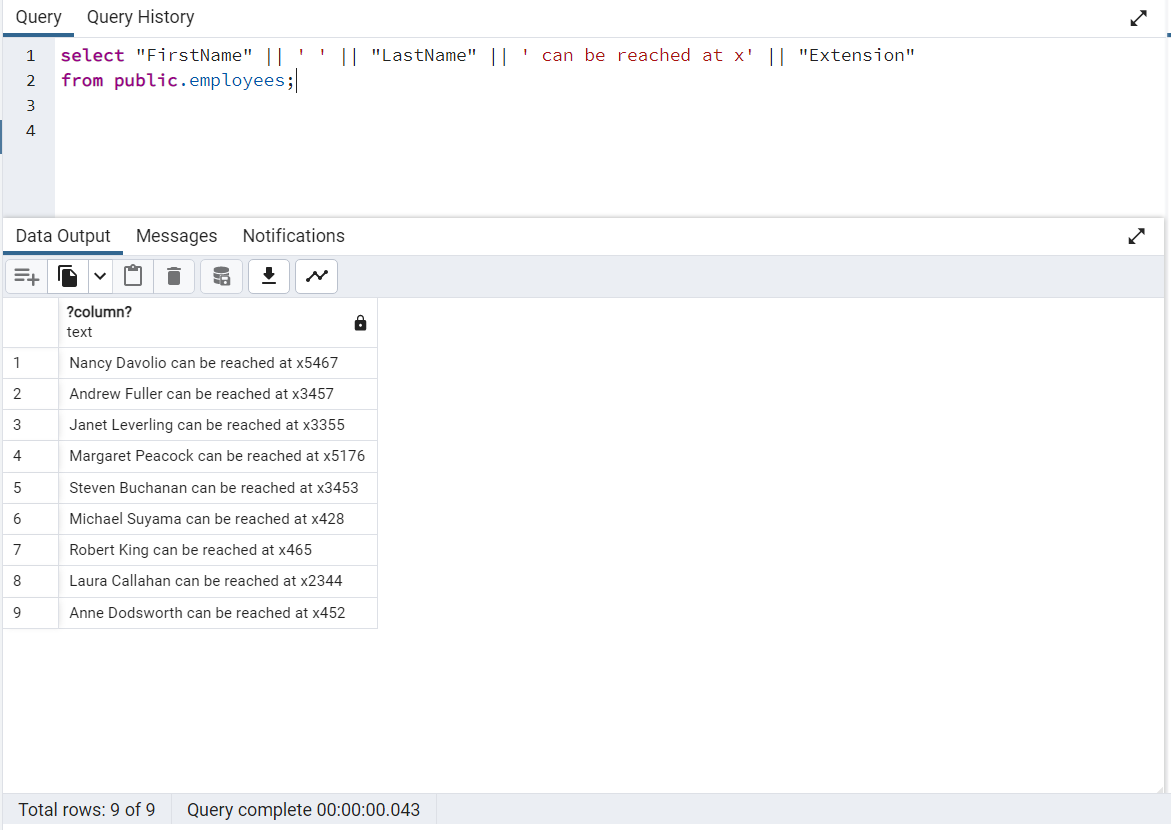 Query Query History
1 select "FirstName" || ' ' || "LastName" || ' can be reached at x' || "Extension"
2 from public.employees;
3
4
Data Output Messages Notifications
?column?
text
1 Nancy Davolio can be reached at x5467
2 Andrew Fuller can be reached at x3457
3 Janet Leverling can be reached at x3355
4 Margaret Peacock can be reached at x5176
5 Steven Buchanan can be reached at x3453
6 Michael Suyama can be reached at x428
7 Robert King can be reached at x465
8 Laura Callahan can be reached at x2344
9 Anne Dodsworth can be reached at x452
Total rows: 9 of 9 Query complete 00:00:00.043